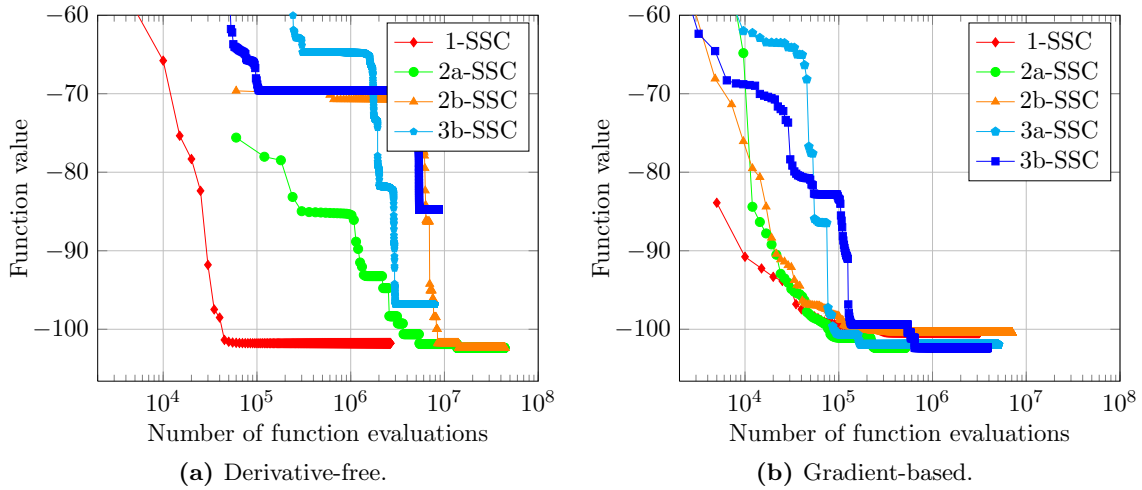 −60
−70
−80
−90
−100
Function value
10^4
10^5
10^6
10^7
10^8
Number of function evaluations
1-SSC
2a-SSC
2b-SSC
3b-SSC
(a) Derivative-free.
−60
−70
−80
−90
−100
Function value
10^4
10^5
10^6
10^7
10^8
Number of function evaluations
1-SSC
2a-SSC
2b-SSC
3a-SSC
3b-SSC
(b) Gradient-based.